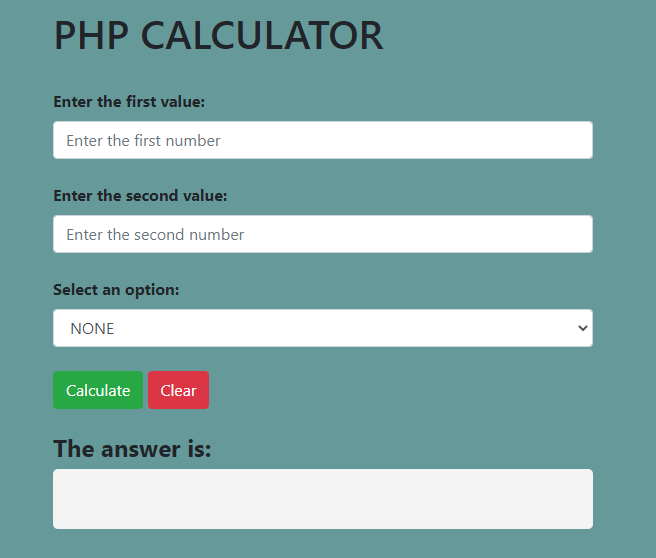 PHP CALCULATOR
Enter the first value:
Enter the first number
Enter the second value:
Enter the second number
Select an option:
NONE
Calculate Clear
The answer is: